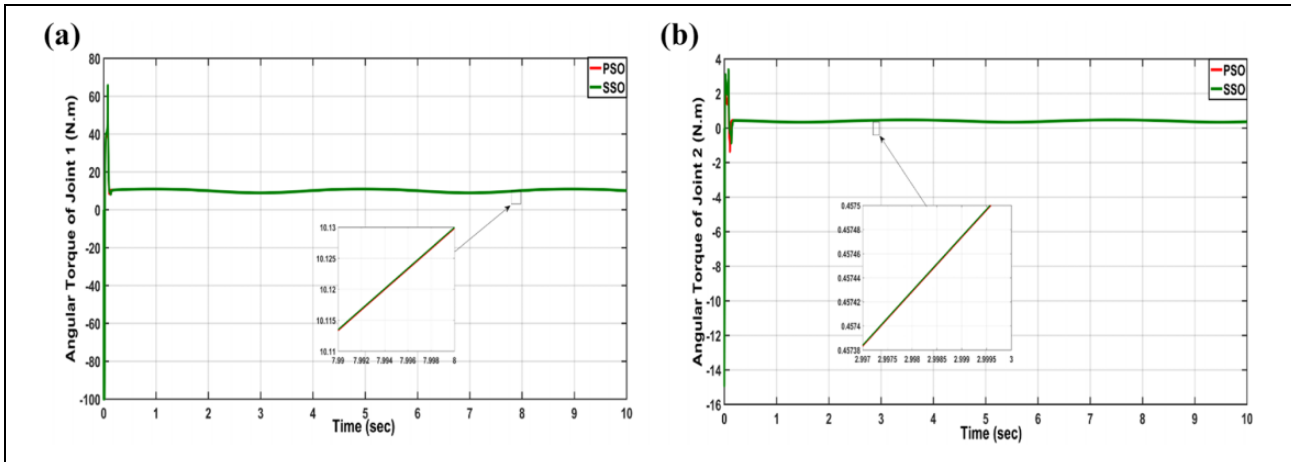 (a)
80
60
40
20
0
-20
-40
-60
-80
-100
Angular Torque of Joint 1 (N.m)
PSO
SSO
10.13
10.125
10.12
10.115
10.11
7.99 7.992 7.994 7.996 7.998 8
0 1 2 3 4 5 6 7 8 9 10
Time (sec)
(b)
4
2
0
-2
-4
-6
-8
-10
-12
-14
-16
Angular Torque of Joint 2 (N.m)
PSO
SSO
0.4575
0.45748
0.45746
0.45744
0.45742
0.4574
0.45738
2.997 2.9975 2.998 2.9985 2.999 2.9995 3
0 1 2 3 4 5 6 7 8 9 10
Time (sec)